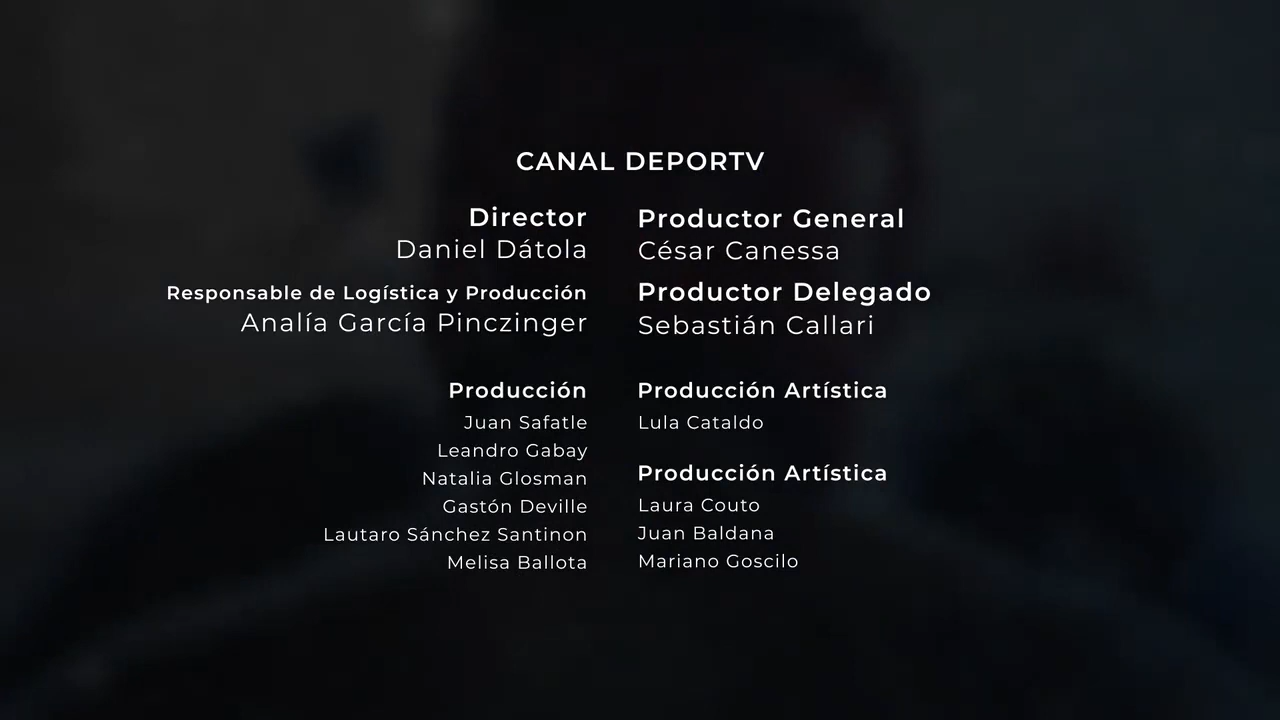 CANAL DEPORTV
Director
Daniel Dátola
Responsable de Logística y Producción
Analía García Pinczinger
Productor General
César Canessa
Productor Delegado
Sebastián Callari
Producción
Juan Safatle
Leandro Gabay
Natalia Glosman
Gastón Deville
Lautaro Sánchez Santinon
Melisa Ballota
Producción Artística
Lula Cataldo
Producción Artística
Laura Couto
Juan Baldana
Mariano Goscilo